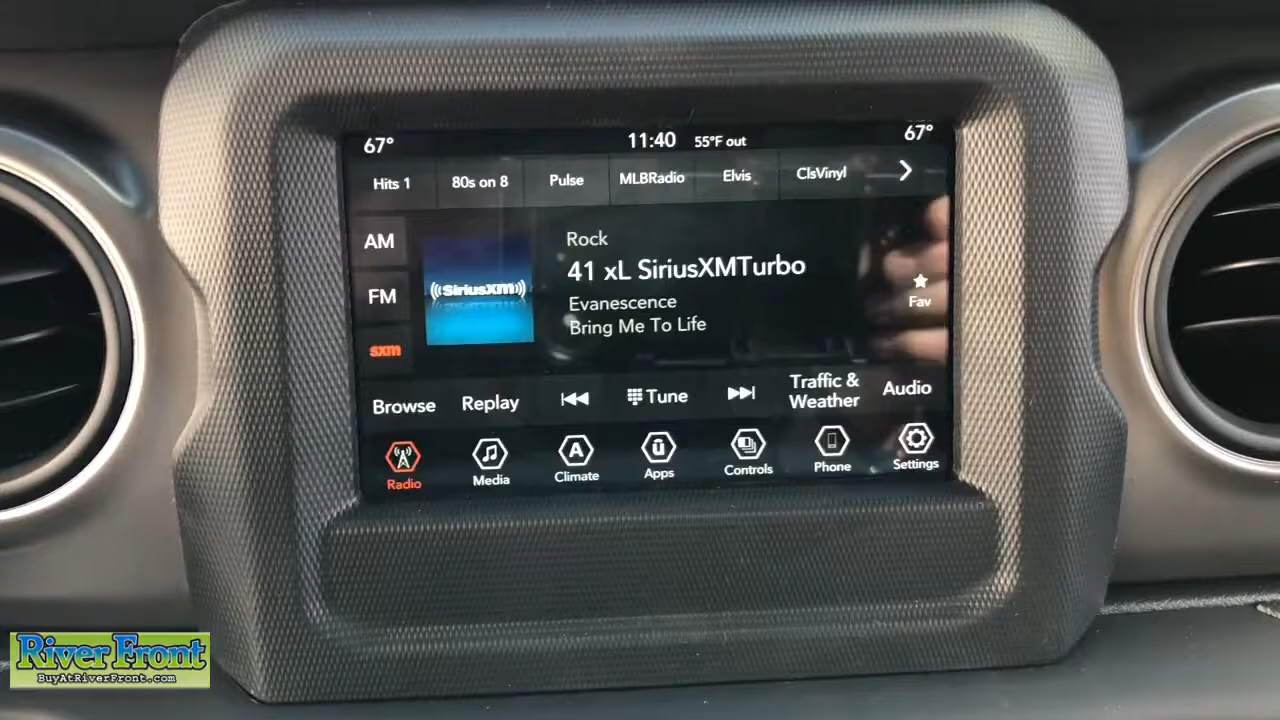 67°
11:40
55°F out
67°
Hits 1
80s on 8
Pulse
MLBRadio
Elvis
ClsVinyl
AM
FM
sxm
((SiriusXM))
Rock
41 xL SiriusXMTurbo
Evanescence
Bring Me To Life
Fav
Browse
Replay
Tune
Traffic &
Weather
Audio
Radio
Media
A
Climate
ū
Apps
Controls
Phone
Settings
River Front
BuyAtRiverFront.com